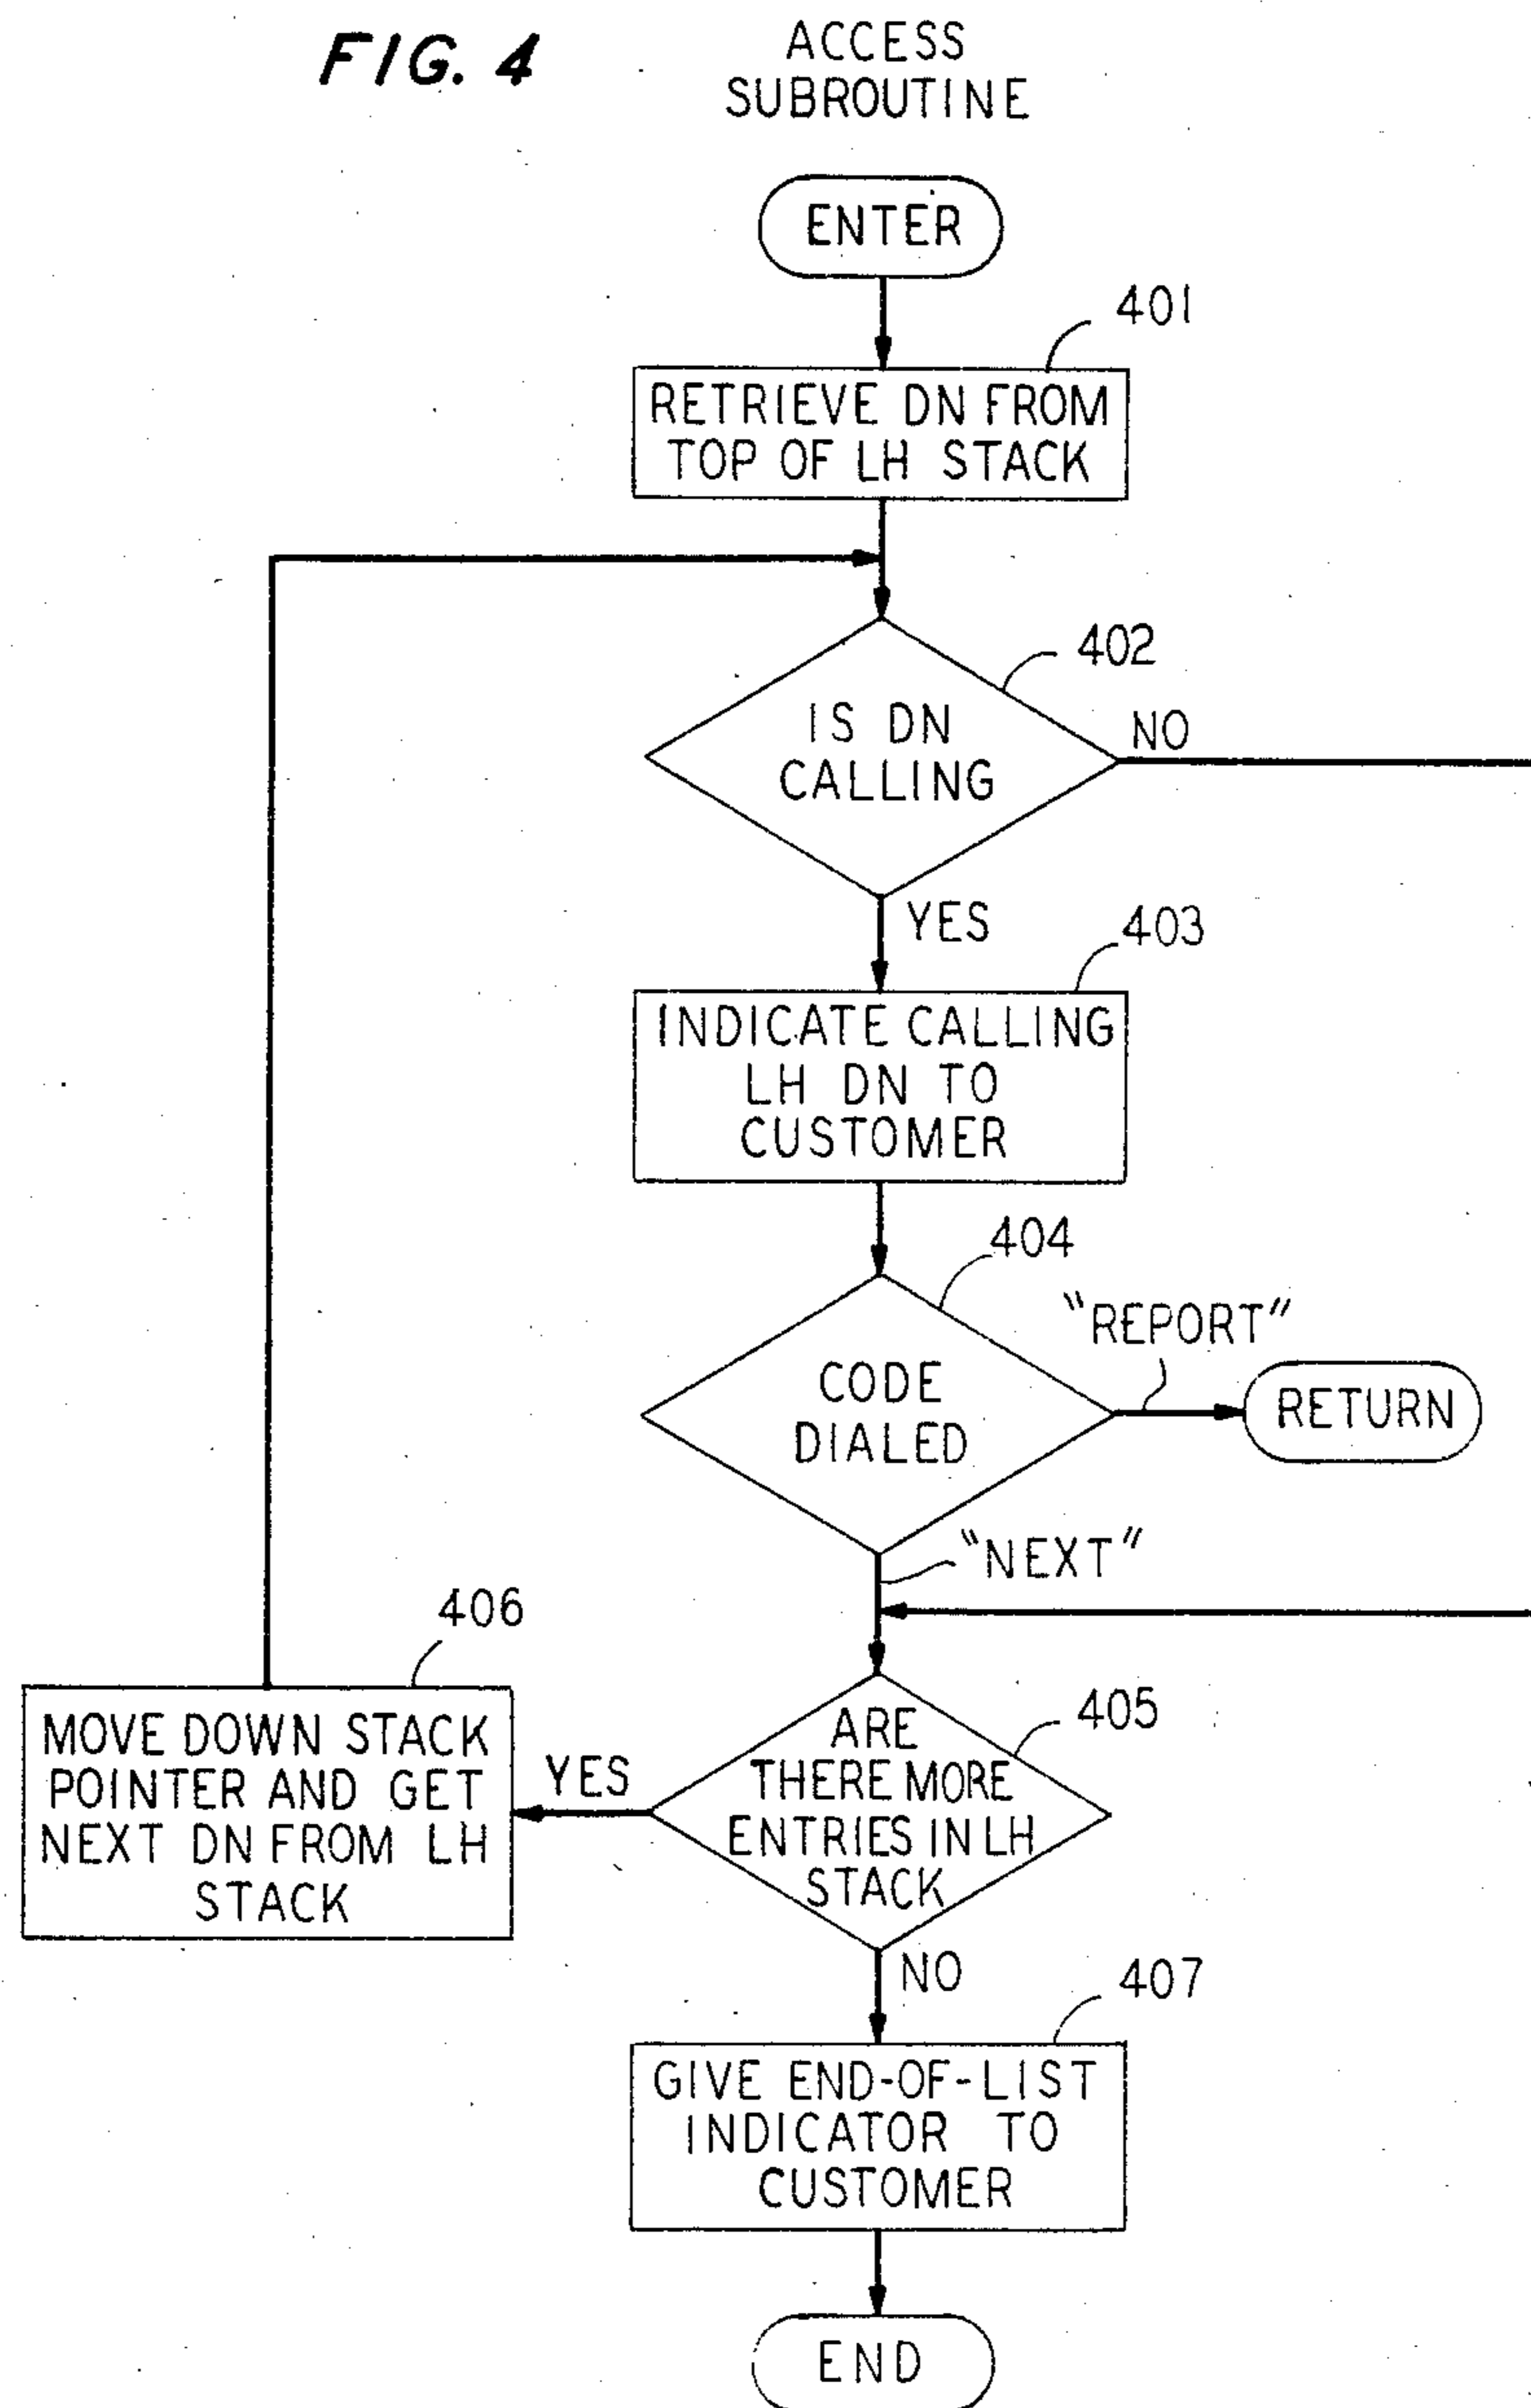 FIG. 4
ACCESS
SUBROUTINE
ENTER
401
RETRIEVE DN FROM
TOP OF LH STACK
402
IS DN
CALLING
NO
YES
403
INDICATE CALLING
LH DN TO
CUSTOMER
404
CODE
DIALED
"REPORT"
RETURN
"NEXT"
406
MOVE DOWN STACK
POINTER AND GET
NEXT DN FROM LH
STACK
YES
405
ARE
THERE MORE
ENTRIES IN LH
STACK
NO
407
GIVE END-OF-LIST
INDICATOR TO
CUSTOMER
END